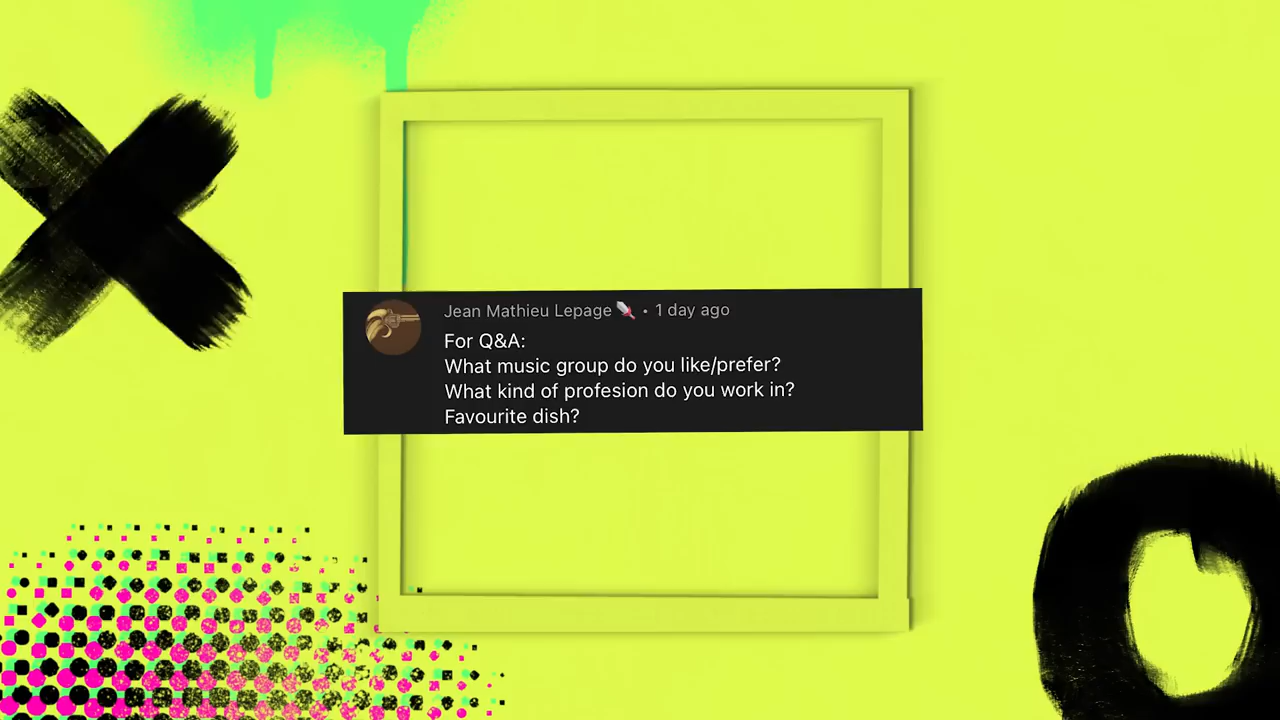 Jean Mathieu Lepage • 1 day ago
For Q&A:
What music group do you like/prefer?
What kind of profesion do you work in?
Favourite dish?